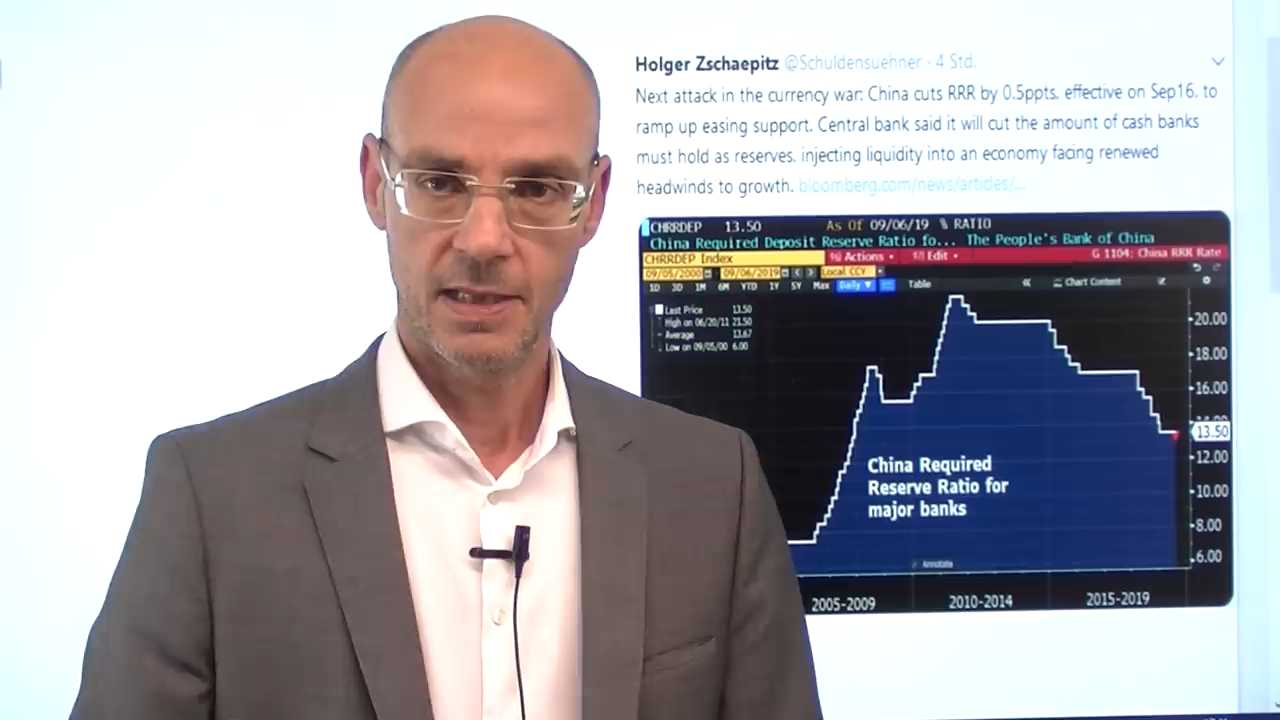 Holger Zschaepitz @Schuldensuehner · 4 Std.
Next attack in the currency war: China cuts RRR by 0.5ppts. effective on Sep16. to
ramp up easing support. Central bank said it will cut the amount of cash banks
must hold as reserves. injecting liquidity into an economy facing renewed
headwinds to growth. bloomberg.com/news/articles/...
CHRRDEP 13.50 As Of 09/06/19 % RATIO
China Required Deposit Reserve Ratio fo... The People's Bank of China
CHRRDEP Index Actions Edit G 1104: China RRR Rate
09/05/2000 09/06/2019 Local CCY
1D 3D 1M 6M YTD 1Y 5Y Max Daily ▼ Table « Chart Content
Last Price 13.50
High on 06/20/11 21.50
Average 13.67
Low on 09/05/00 6.00
20.00
18.00
16.00
13.50
12.00
10.00
8.00
6.00
China Required
Reserve Ratio for
major banks
Annotate
2005-2009 2010-2014 2015-2019